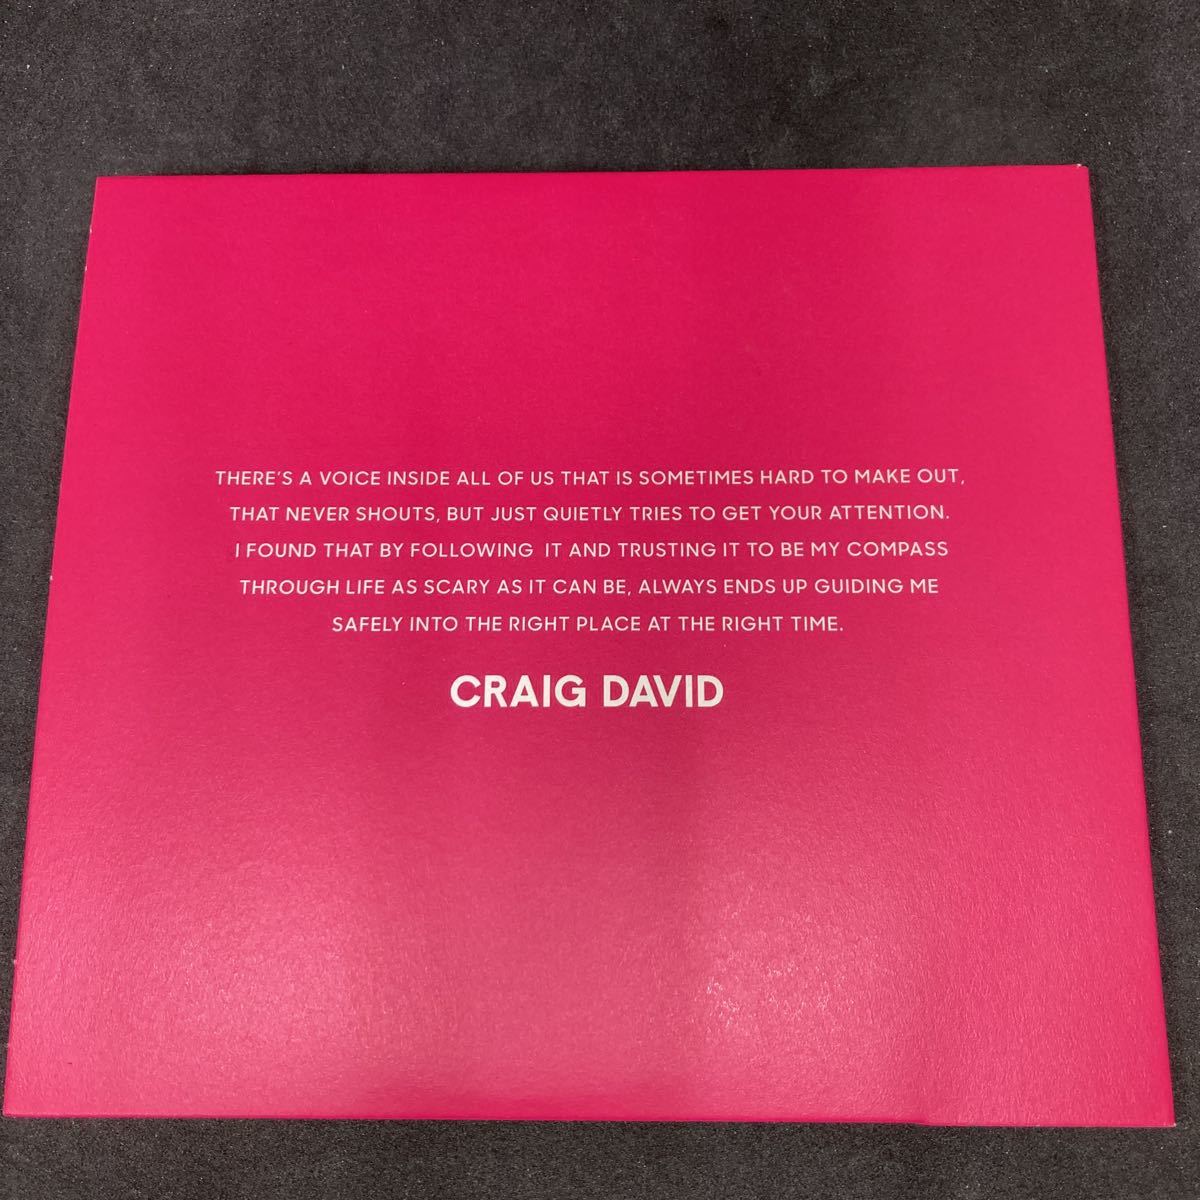 THERE'S A VOICE INSIDE ALL OF US THAT IS SOMETIMES HARD TO MAKE OUT,
THAT NEVER SHOUTS, BUT JUST QUIETLY TRIES TO GET YOUR ATTENTION.
I FOUND THAT BY FOLLOWING IT AND TRUSTING IT TO BE MY COMPASS
THROUGH LIFE AS SCARY AS IT CAN BE, ALWAYS ENDS UP GUIDING ME
SAFELY INTO THE RIGHT PLACE AT THE RIGHT TIME.
CRAIG DAVID